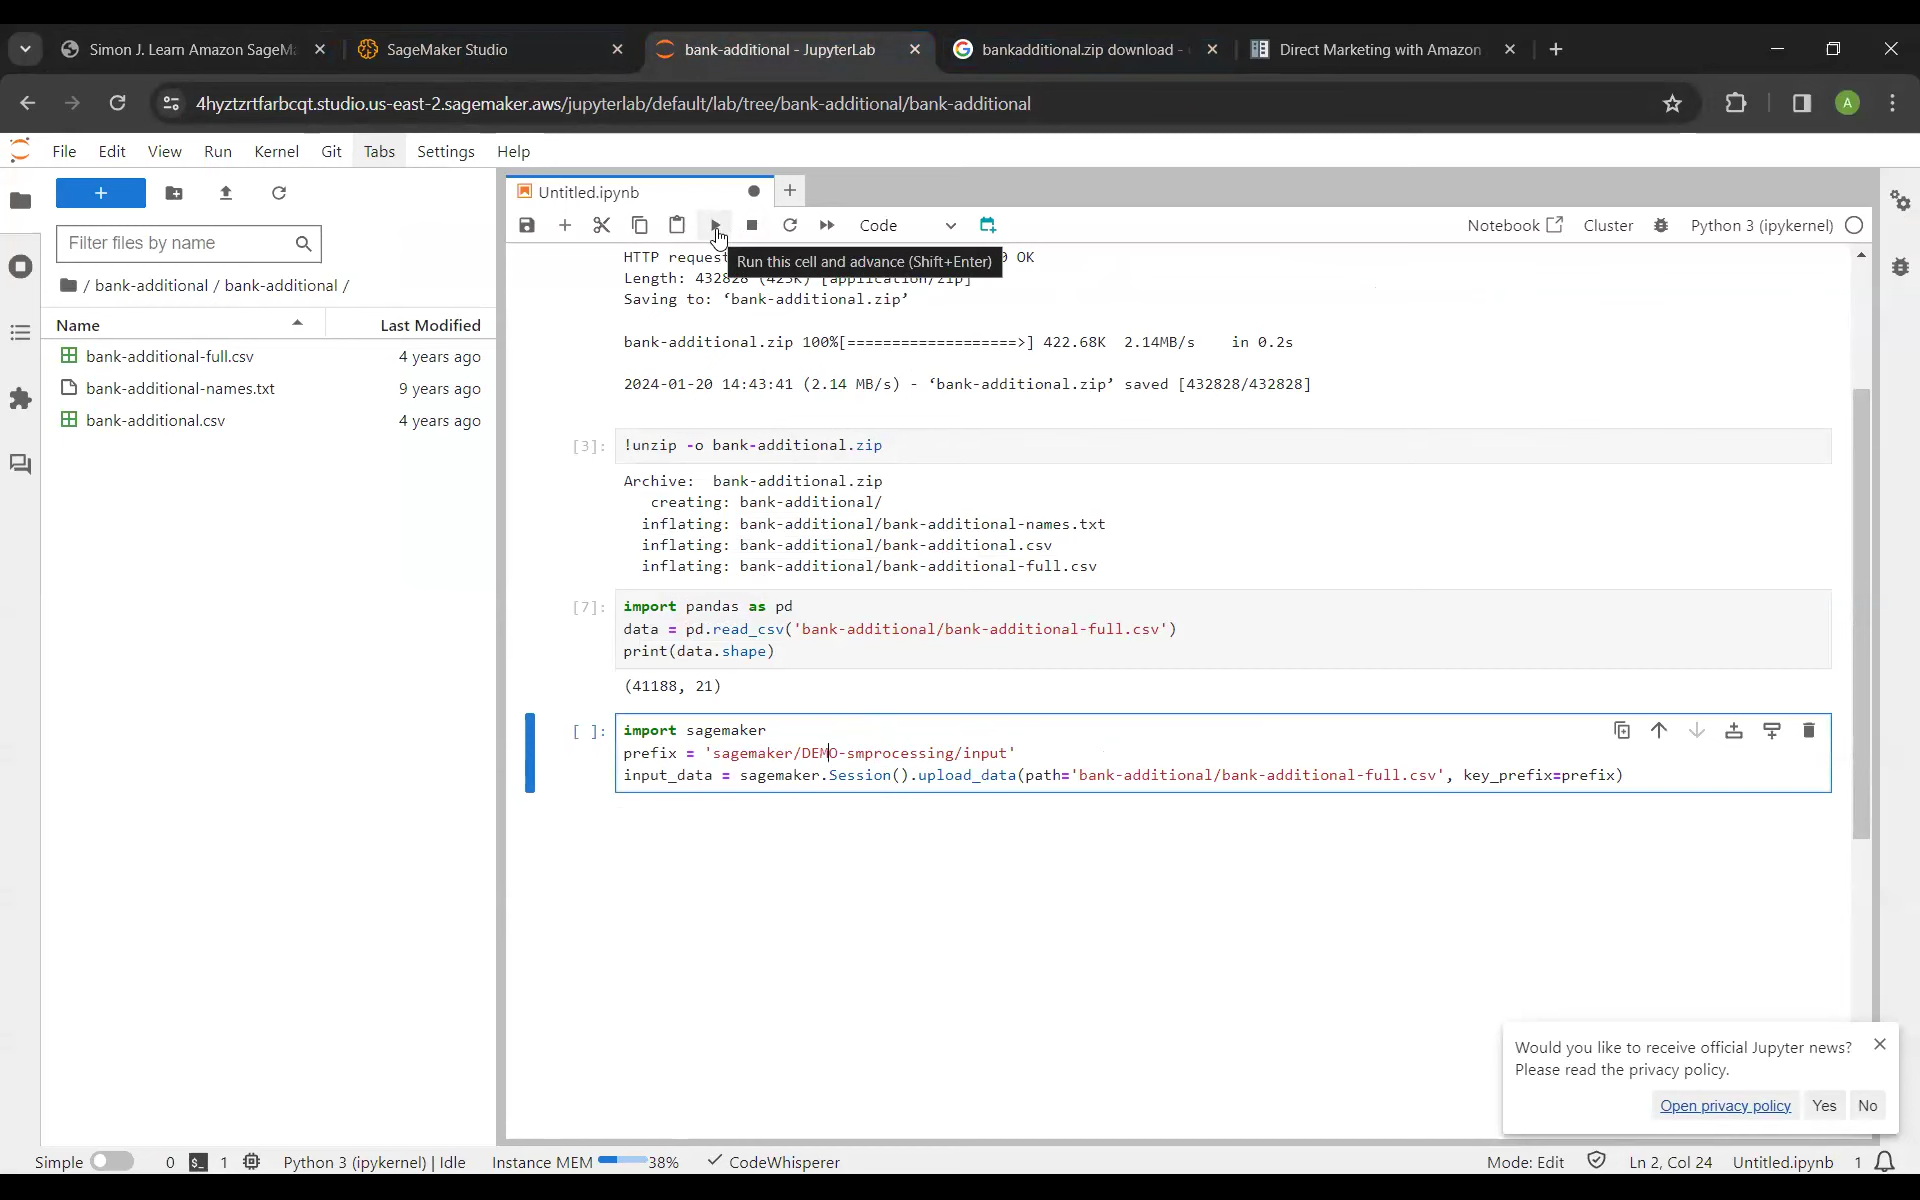 Simon J. Learn Amazon SageMa
SageMaker Studio
bank-additional - JupyterLab
bankadditional.zip download -
Direct Marketing with Amazon
4hyztzrtfarbcqt.studio.us-east-2.sagemaker.aws/jupyterlab/default/lab/tree/bank-additional/bank-additional
A
File Edit View Run Kernel Git Tabs Settings Help
Untitled.ipynb
Code
Notebook Cluster Python 3 (ipykernel)
Run this cell and advance (Shift+Enter)
Filter files by name
/ bank-additional / bank-additional /
Name Last Modified
bank-additional-full.csv 4 years ago
bank-additional-names.txt 9 years ago
bank-additional.csv 4 years ago
HTTP request OK
Length: 432828 (423K) [application/zip]
Saving to: ‘bank-additional.zip’
bank-additional.zip 100%[===================>] 422.68K 2.14MB/s in 0.2s
2024-01-20 14:43:41 (2.14 MB/s) - ‘bank-additional.zip’ saved [432828/432828]
[3]: !unzip -o bank-additional.zip
Archive: bank-additional.zip
creating: bank-additional/
inflating: bank-additional/bank-additional-names.txt
inflating: bank-additional/bank-additional.csv
inflating: bank-additional/bank-additional-full.csv
[7]: import pandas as pd
data = pd.read_csv('bank-additional/bank-additional-full.csv')
print(data.shape)
(41188, 21)
[ ]: import sagemaker
prefix = 'sagemaker/DEMO-smprocessing/input'
input_data = sagemaker.Session().upload_data(path='bank-additional/bank-additional-full.csv', key_prefix=prefix)
Would you like to receive official Jupyter news?
Please read the privacy policy.
Open privacy policy Yes No
Simple 0 $_ 1 Python 3 (ipykernel) | Idle Instance MEM 38% CodeWhisperer Mode: Edit Ln 2, Col 24 Untitled.ipynb 1